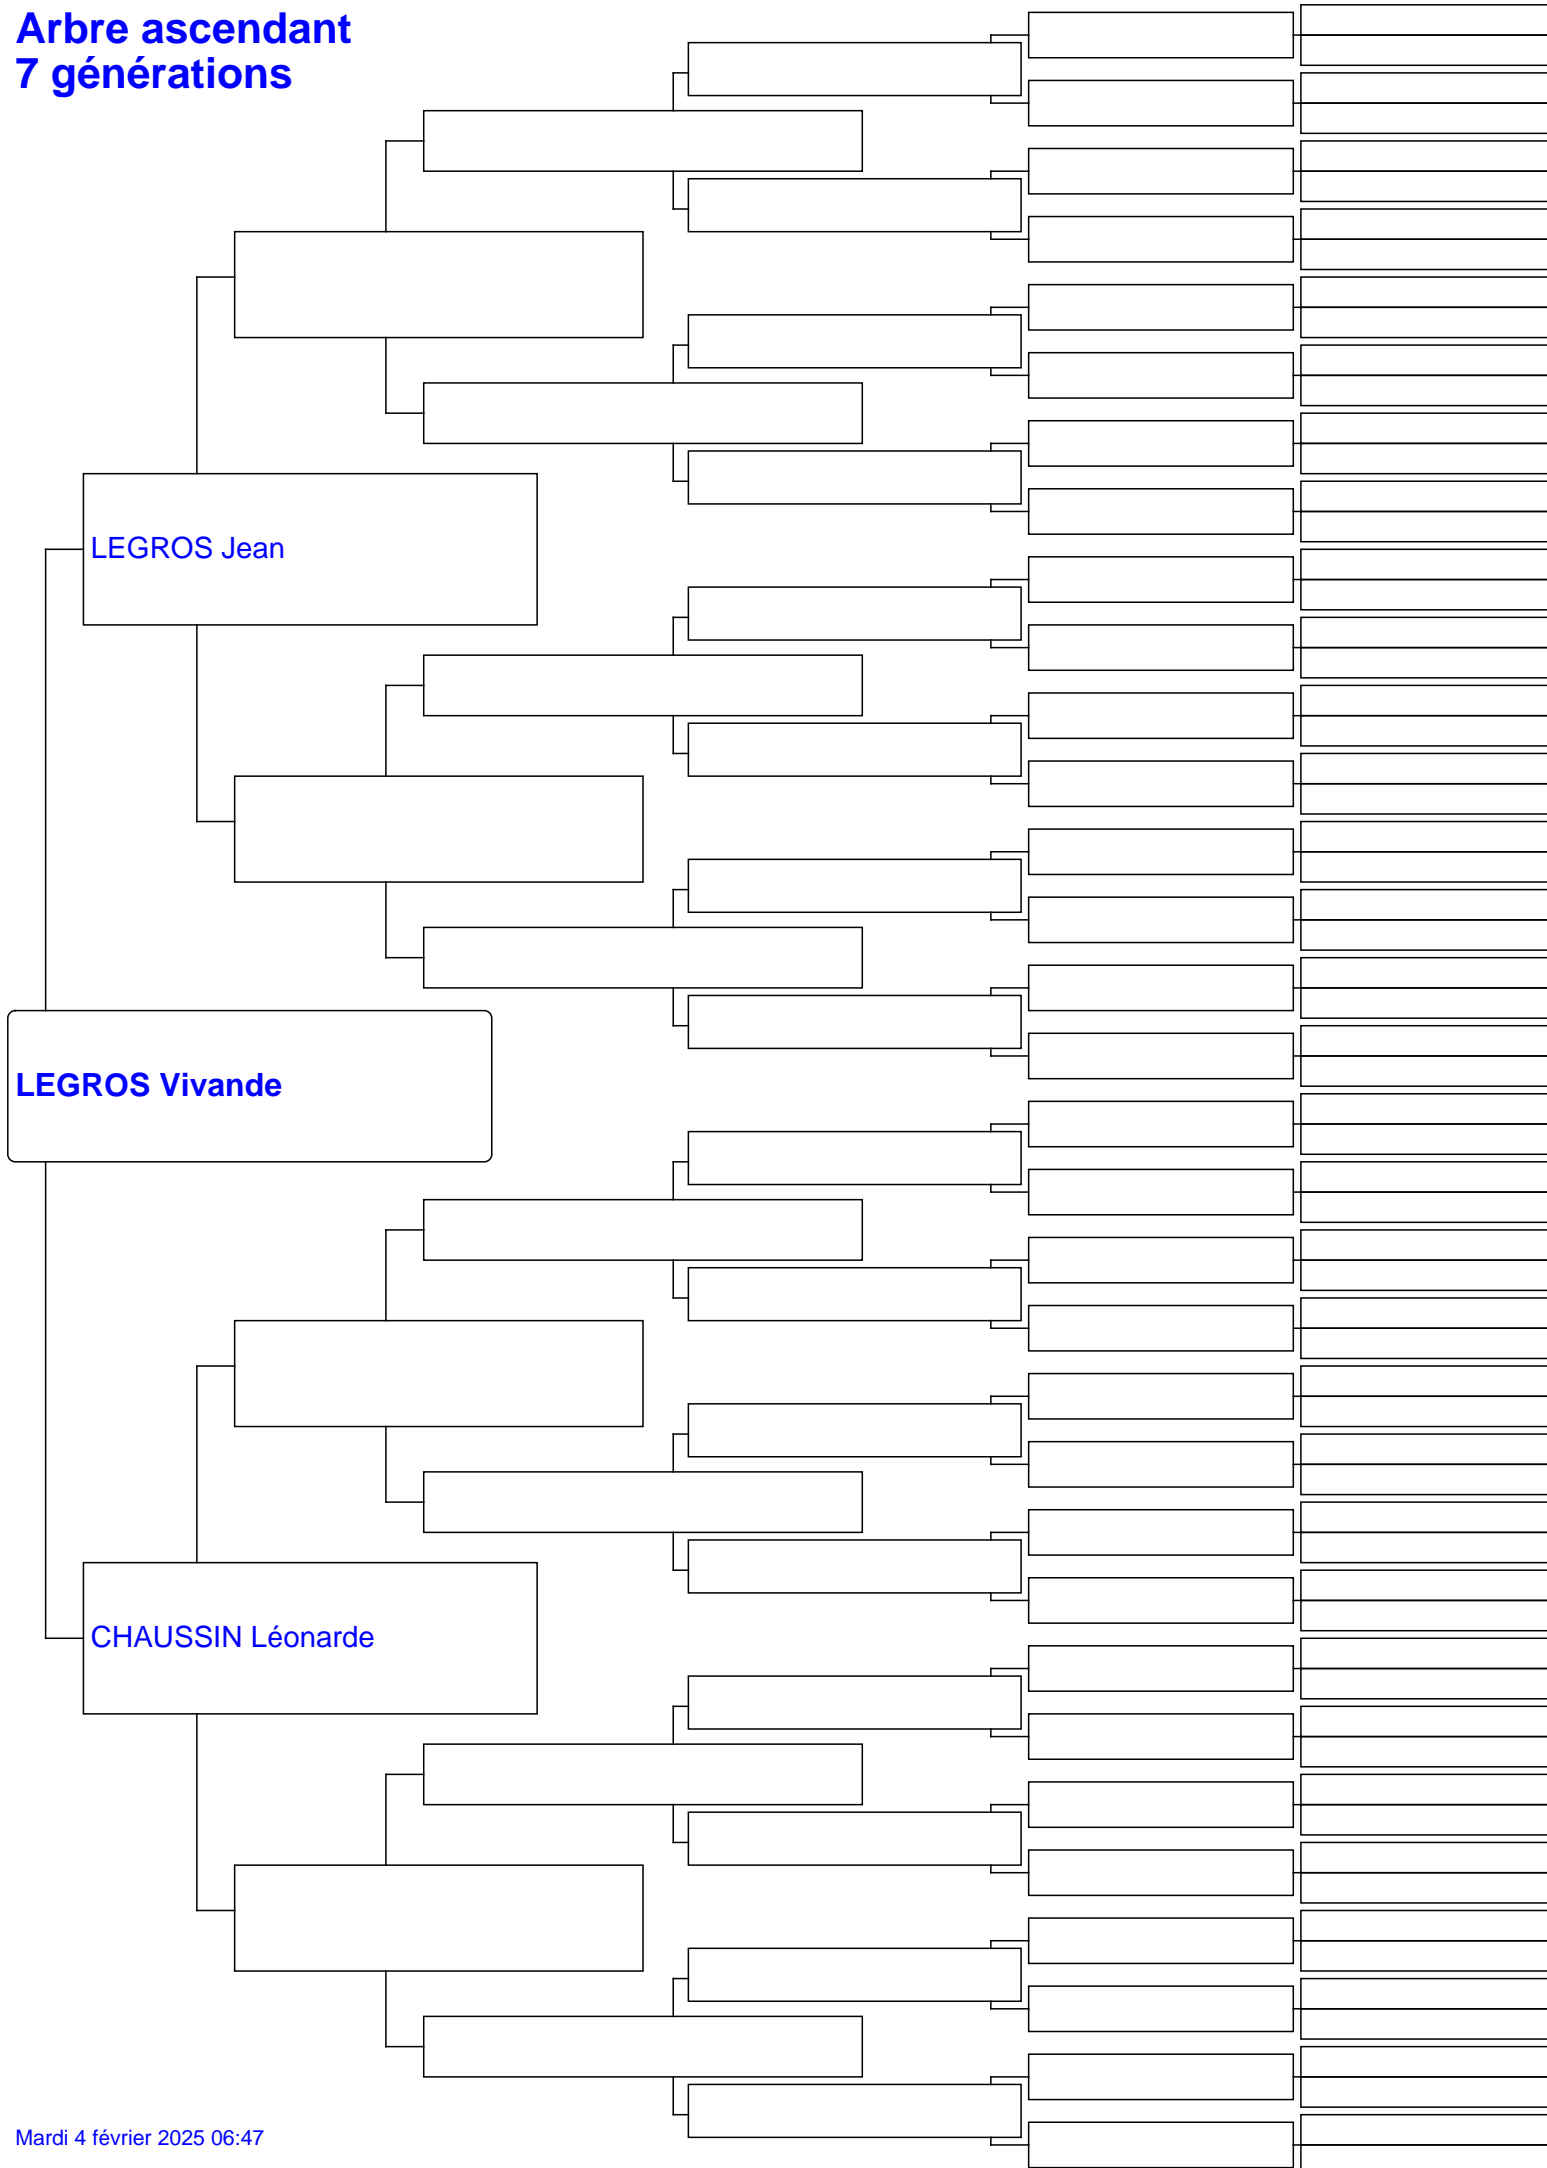 Arbre ascendant
7 générations
LEGROS Jean
LEGROS Vivande
CHAUSSIN Léonarde
Mardi 4 février 2025 06:47